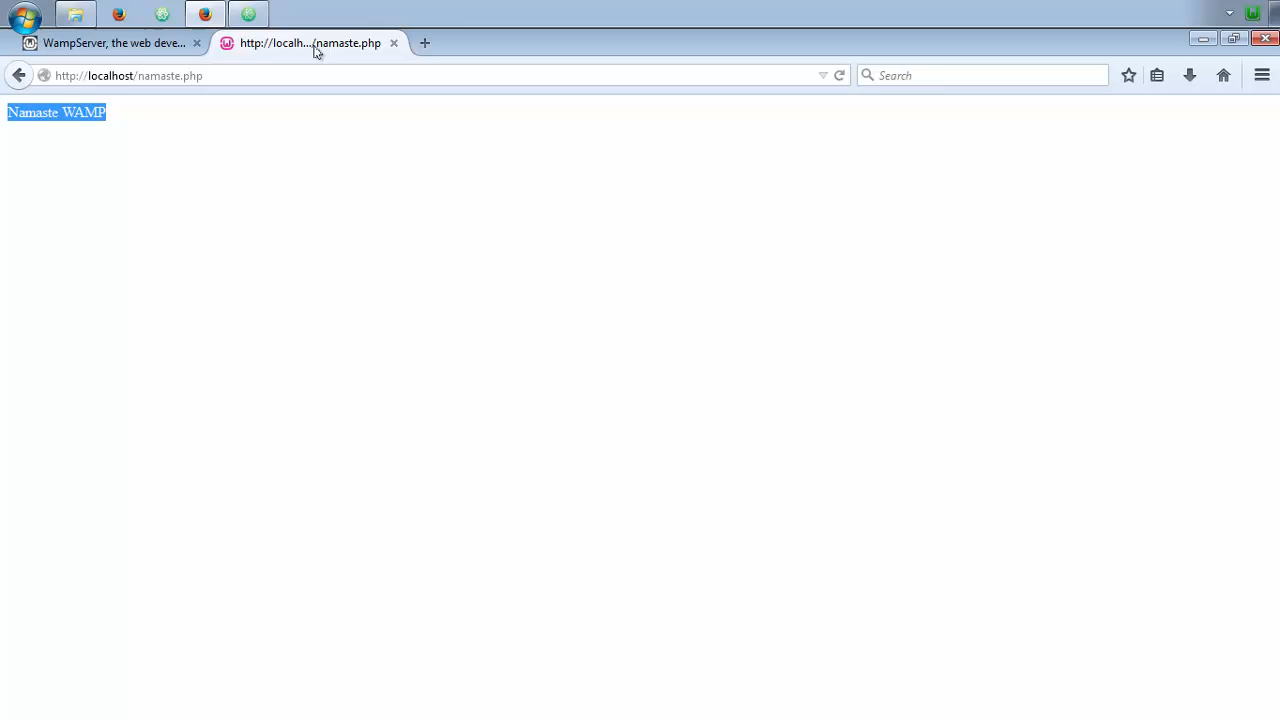 WampServer, the web deve...
http://localh.../namaste.php
http://localhost/namaste.php
Search
Namaste WAMP